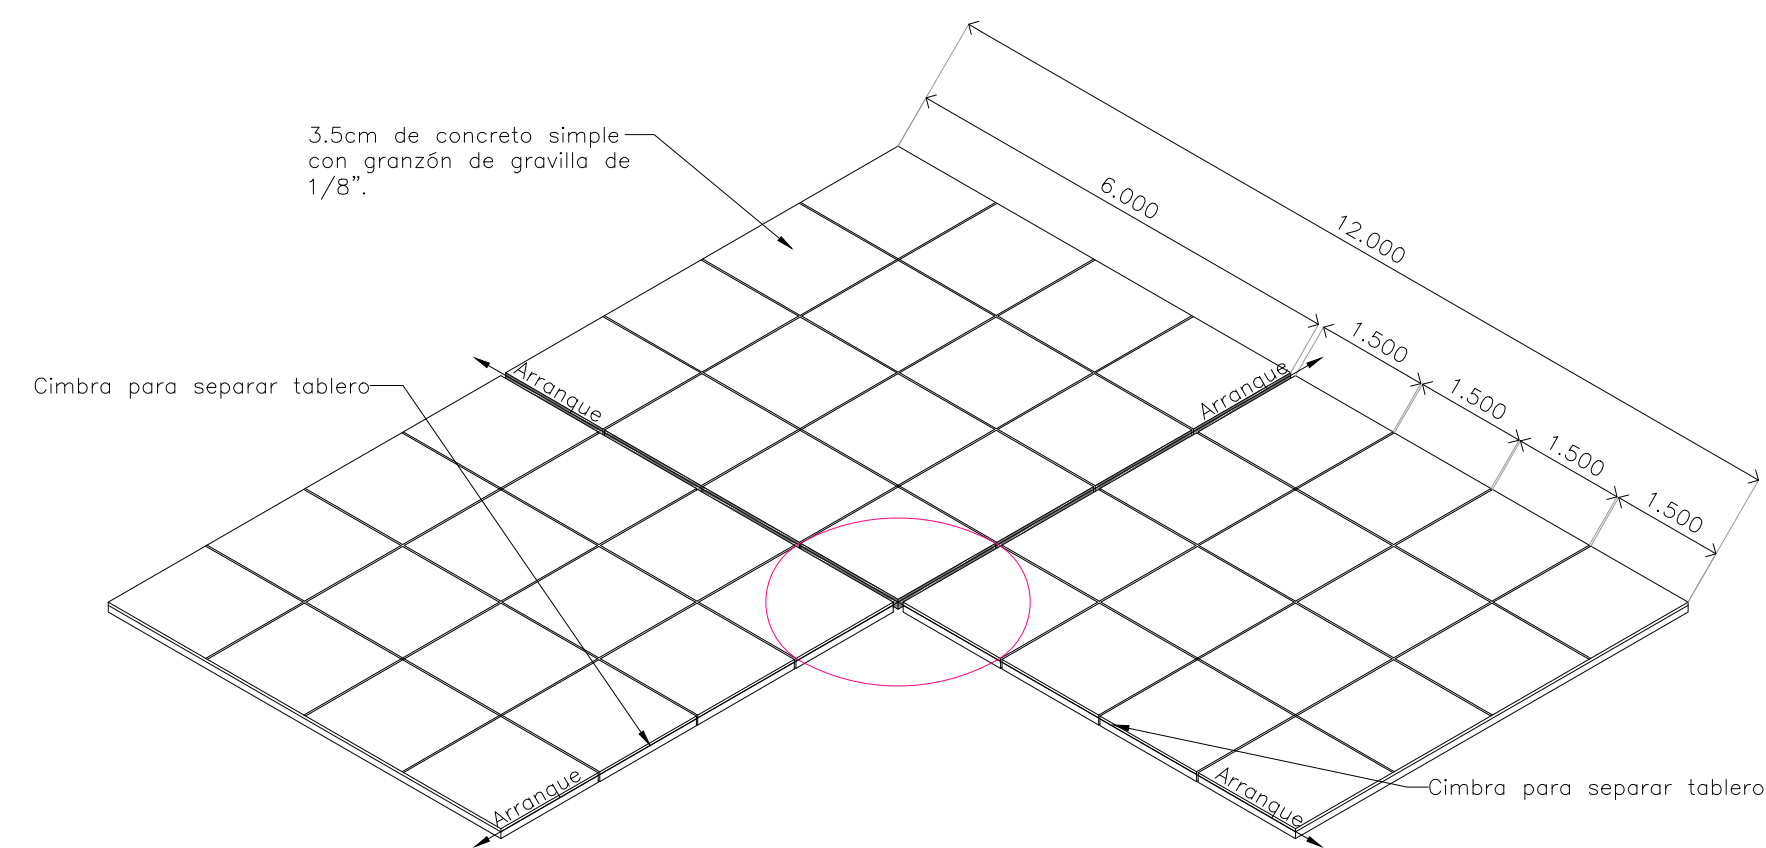 3.5cm de concreto simple
con granzón de gravilla de
1/8”.
6.000
12.000
1.500
1.500
1.500
1.500
Cimbra para separar tablero
Arranque
Arranque
Arranque
Arranque
Cimbra para separar tablero